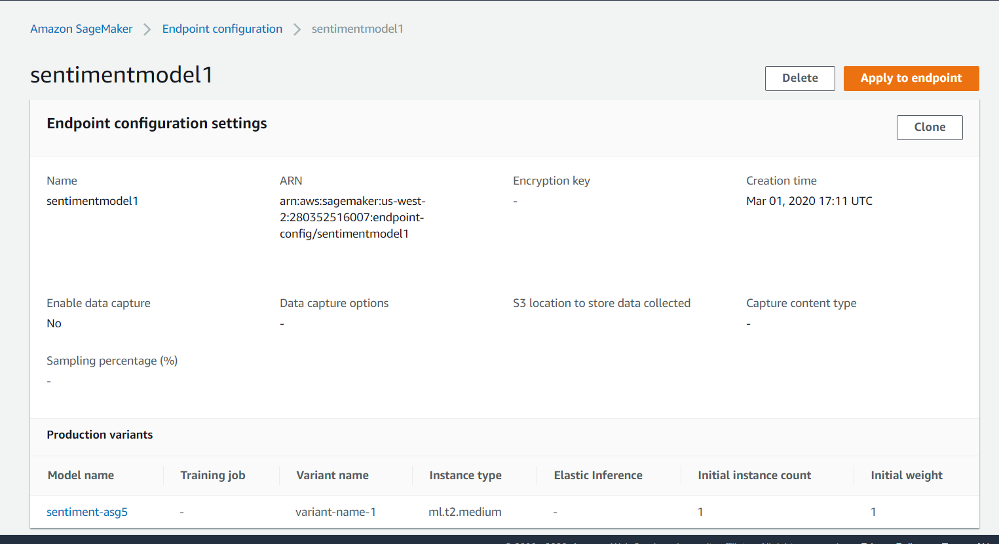 Amazon SageMaker > Endpoint configuration > sentimentmodel1
sentimentmodel1
Delete
Apply to endpoint
Endpoint configuration settings
Clone
Name
ARN
Encryption key
Creation time
sentimentmodel1
arn:aws:sagemaker:us-west-
2:280352516007:endpoint-
config/sentimentmodel1
-
Mar 01, 2020 17:11 UTC
Enable data capture
Data capture options
S3 location to store data collected
Capture content type
No
-
-
Sampling percentage (%)
-
Production variants
Model name
Training job
Variant name
Instance type
Elastic Inference
Initial instance count
Initial weight
sentiment-asg5
-
variant-name-1
ml.t2.medium
-
1
1